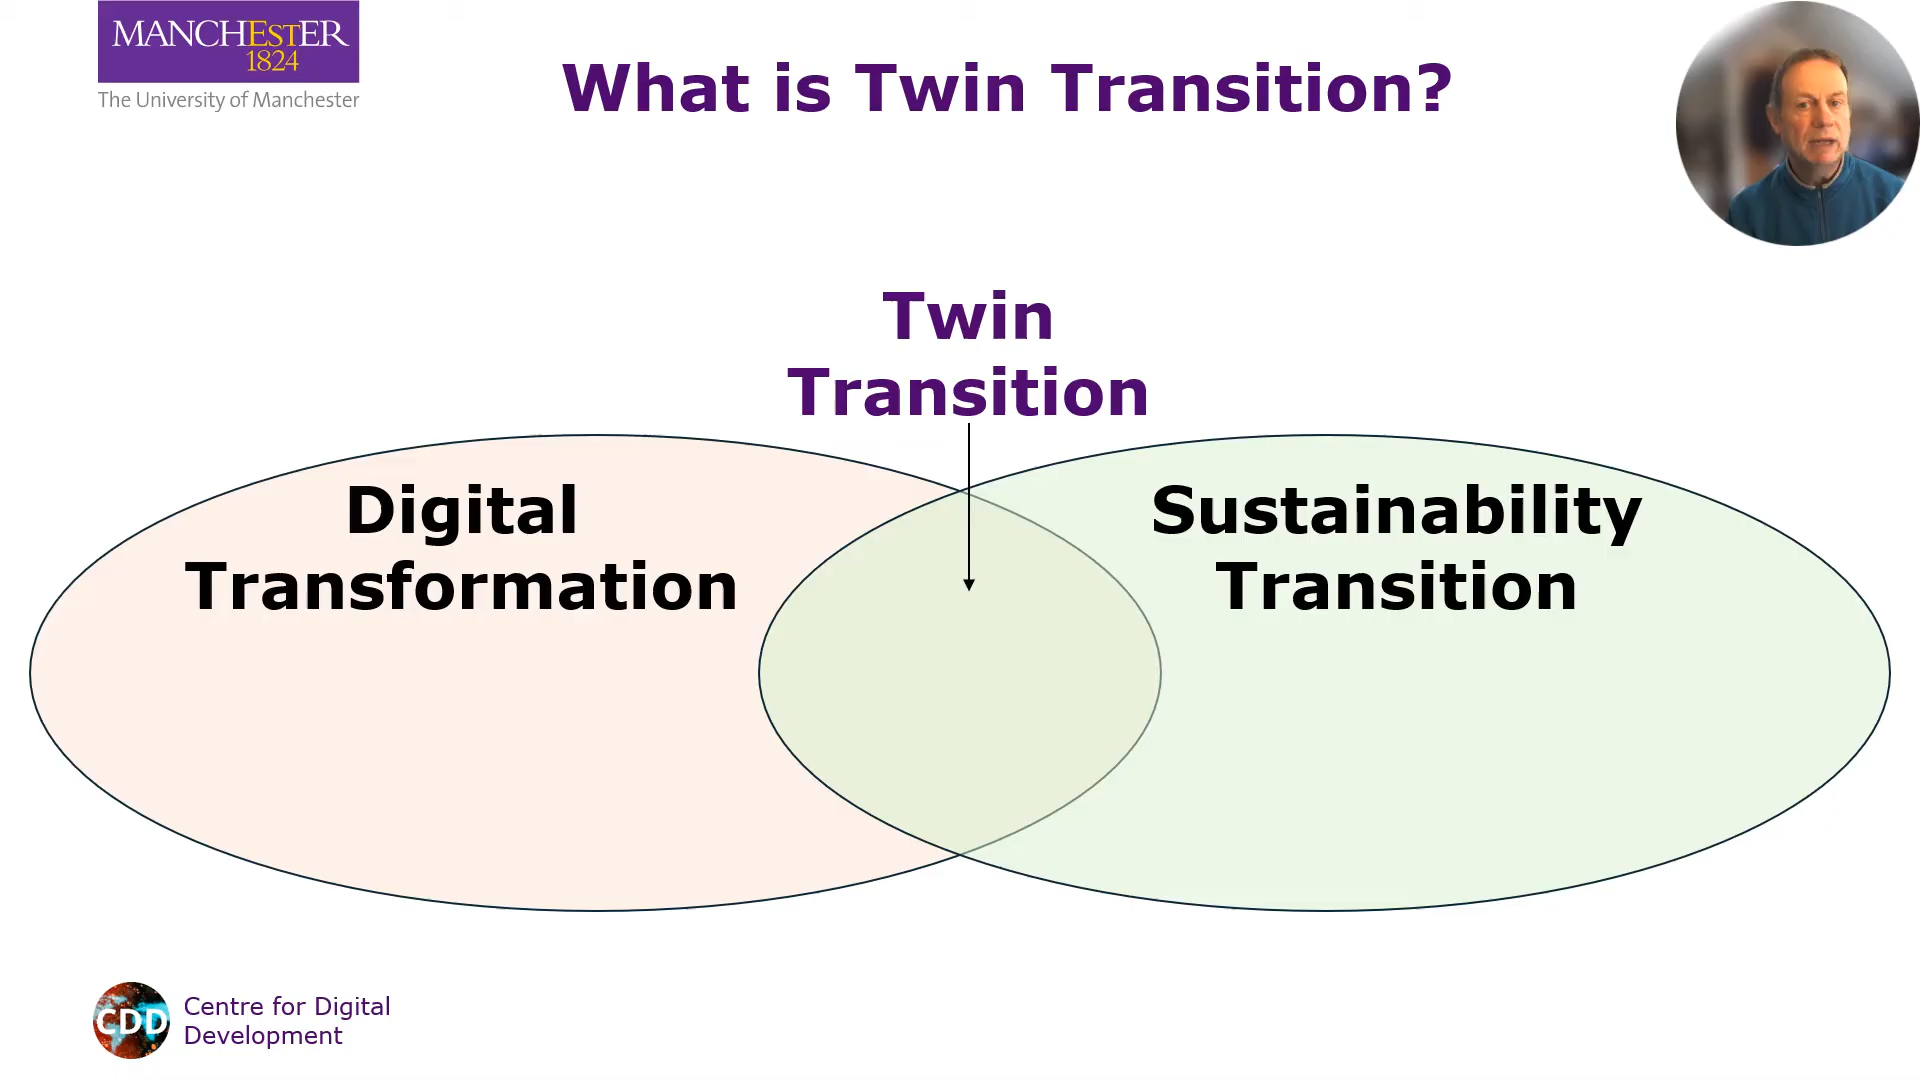 MANCHESTER
1824
The University of Manchester
What is Twin Transition?
Twin
Transition
Digital
Transformation
Sustainability
Transition
CDD
Centre for Digital
Development